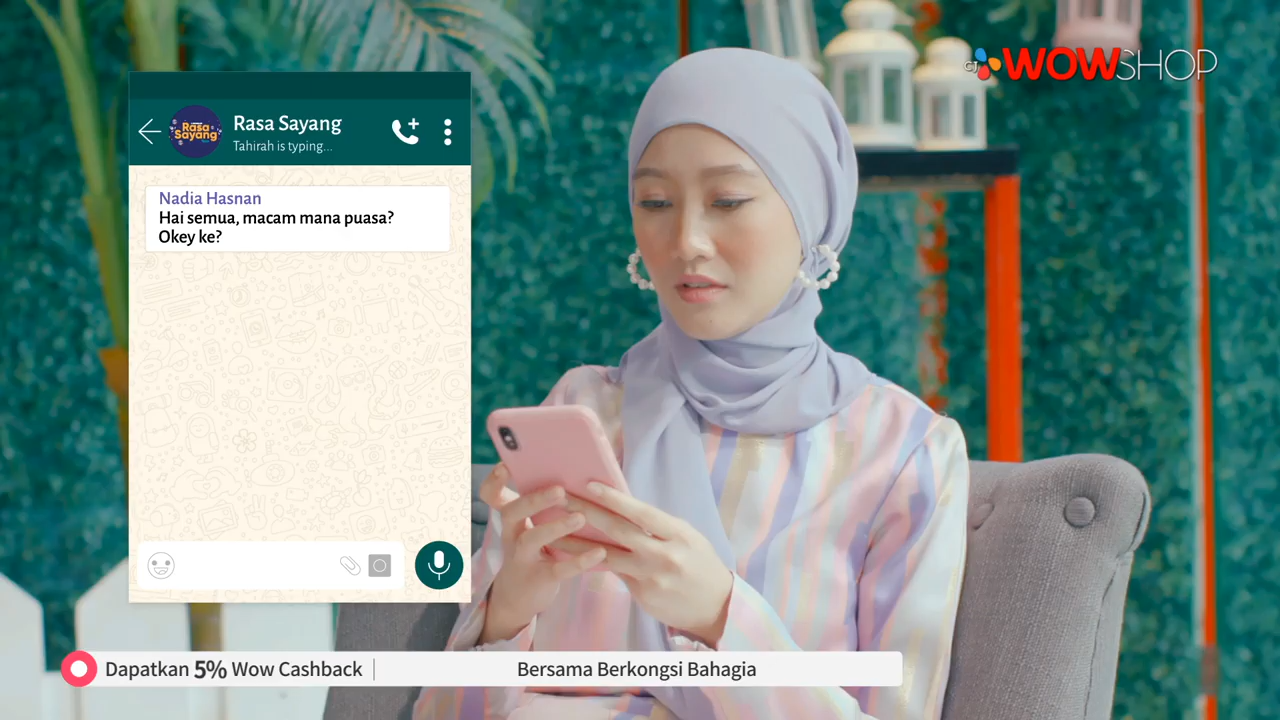 CJ WOWSHOP
Rasa Sayang
Rasa Sayang
Tahirah is typing...
Nadia Hasnan
Hai semua, macam mana puasa?
Okey ke?
Dapatkan 5% Wow Cashback
Bersama Berkongsi Bahagia